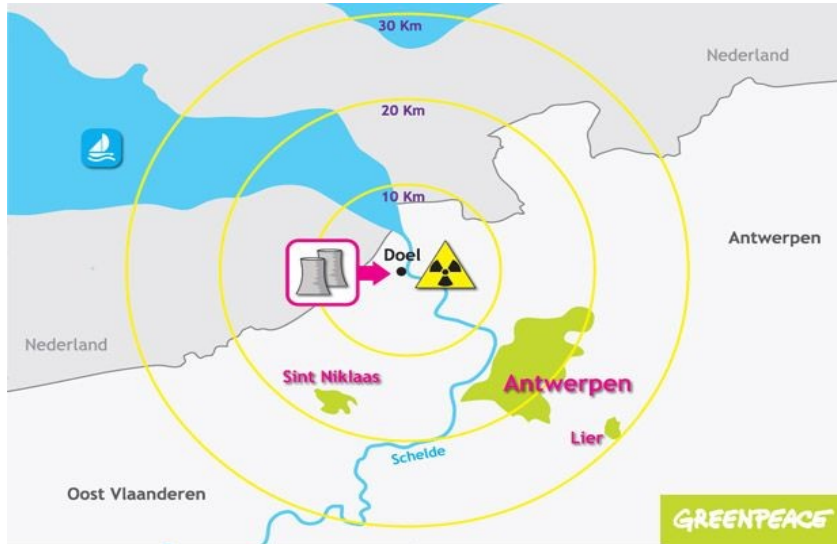 30 Km
Nederland
20 Km
10 Km
Antwerpen
Doel
Nederland
Sint Niklaas
Antwerpen
Lier
Schelde
Oost Vlaanderen
GREENPEACE